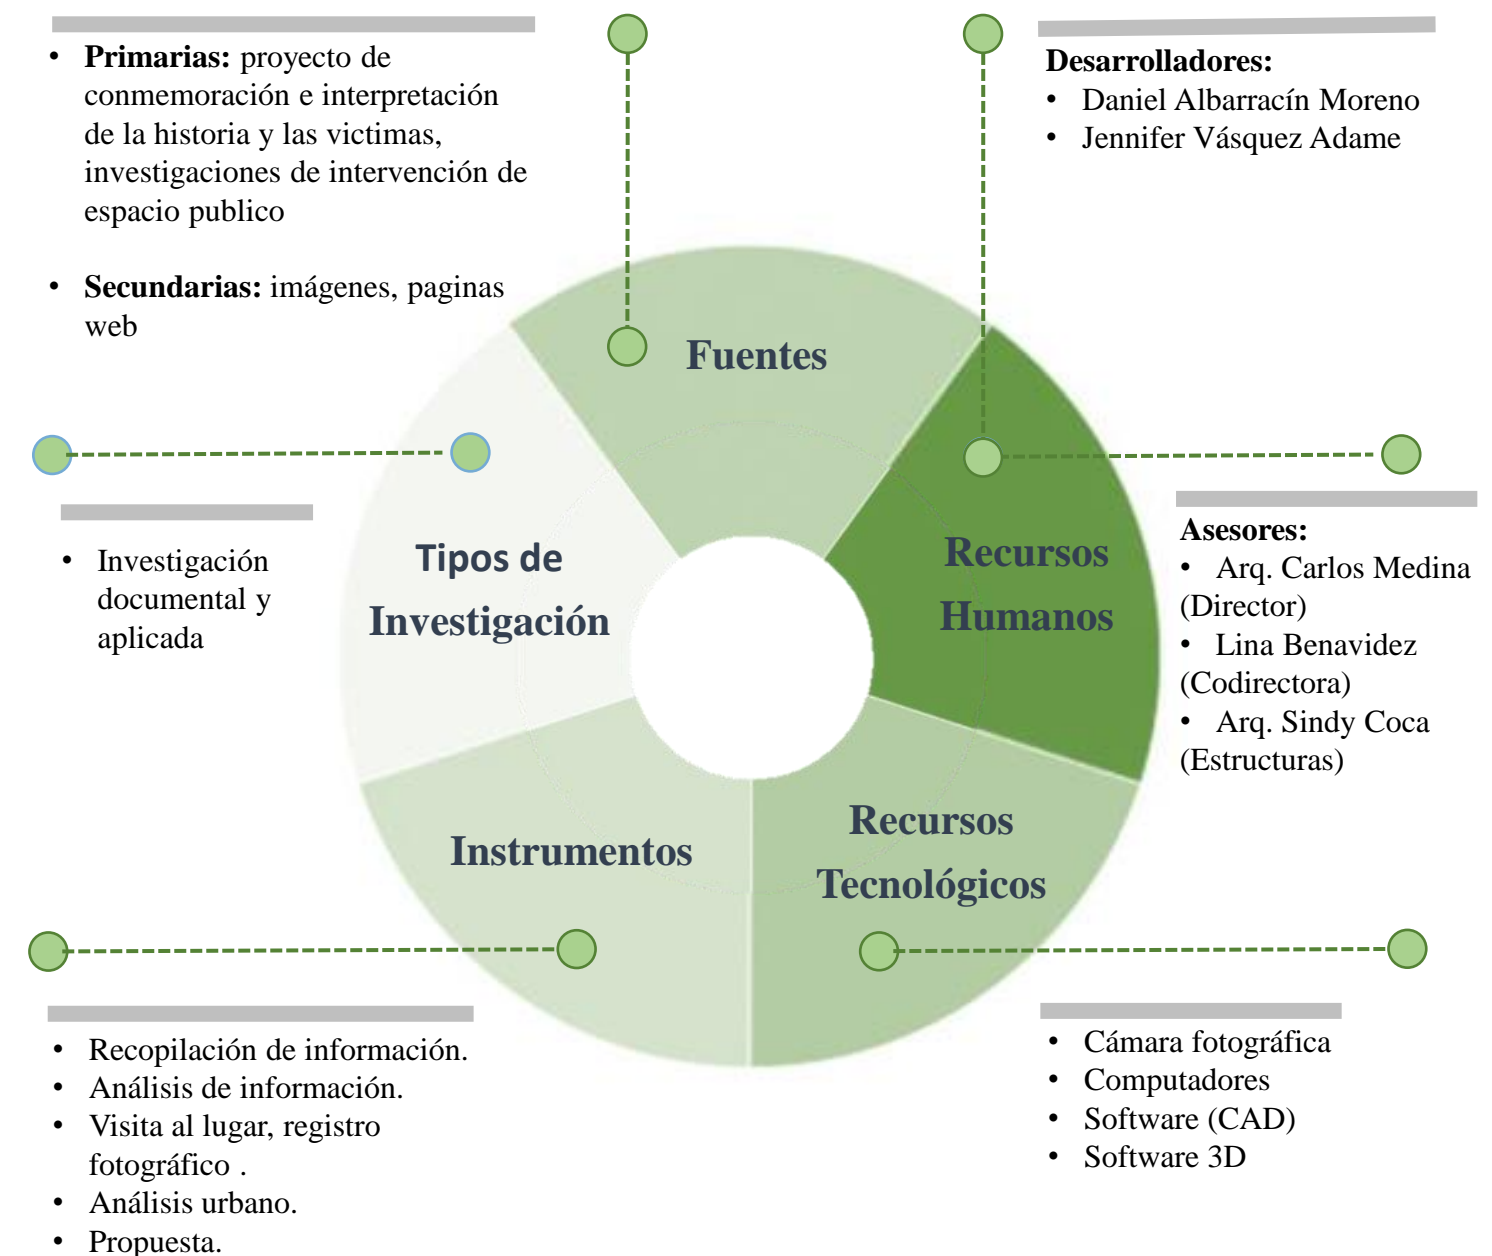 • Primarias: proyecto de
conmemoración e interpretación
de la historia y las victimas,
investigaciones de intervención de
espacio publico
• Secundarias: imágenes, paginas
web
Desarrolladores:
• Daniel Albarracín Moreno
• Jennifer Vásquez Adame
Fuentes
Tipos de
Investigación
• Investigación
documental y
aplicada
Recursos
Humanos
Asesores:
• Arq. Carlos Medina
(Director)
• Lina Benavidez
(Codirectora)
• Arq. Sindy Coca
(Estructuras)
Instrumentos
Recursos
Tecnológicos
• Recopilación de información.
• Análisis de información.
• Visita al lugar, registro
fotográfico .
• Análisis urbano.
• Propuesta.
• Cámara fotográfica
• Computadores
• Software (CAD)
• Software 3D